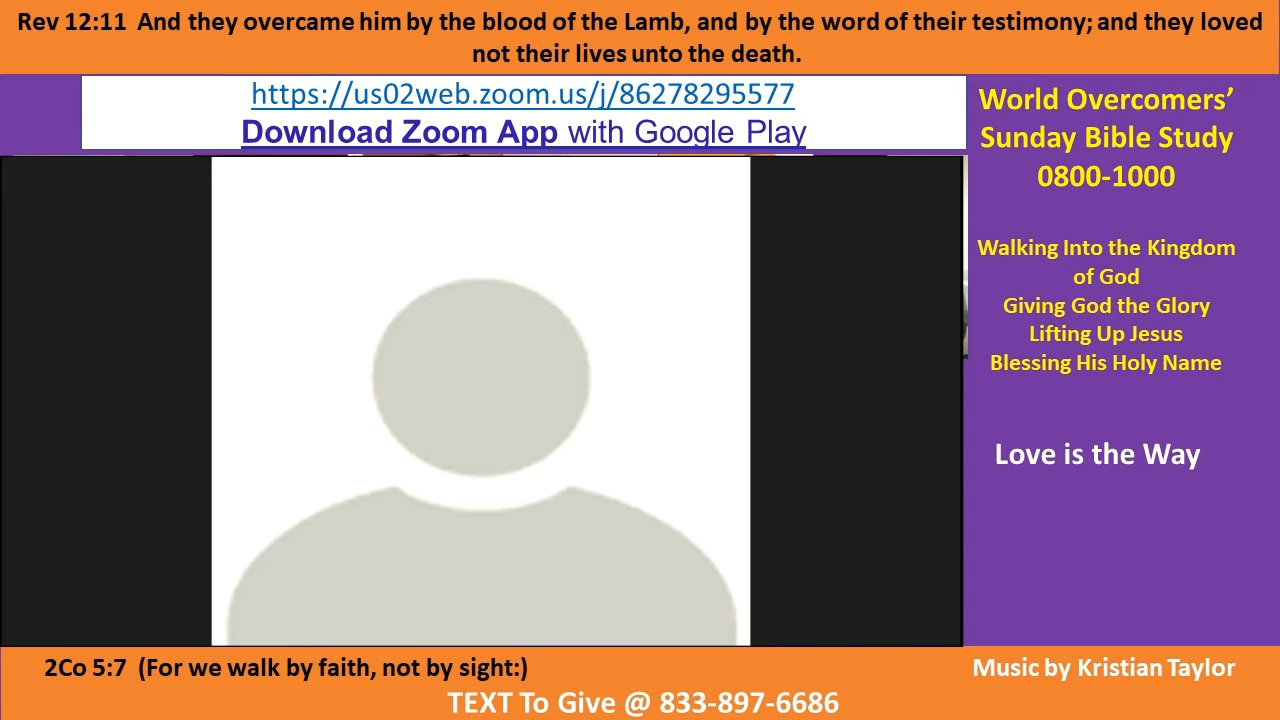 Rev 12:11  And they overcame him by the blood of the Lamb, and by the word of their testimony; and they loved
not their lives unto the death.
https://us02web.zoom.us/j/86278295577
Download Zoom App with Google Play
World Overcomers’
Sunday Bible Study
0800-1000
Walking Into the Kingdom
of God
Giving God the Glory
Lifting Up Jesus
Blessing His Holy Name
Love is the Way
2Co 5:7  (For we walk by faith, not by sight:)
Music by Kristian Taylor
TEXT To Give @ 833-897-6686